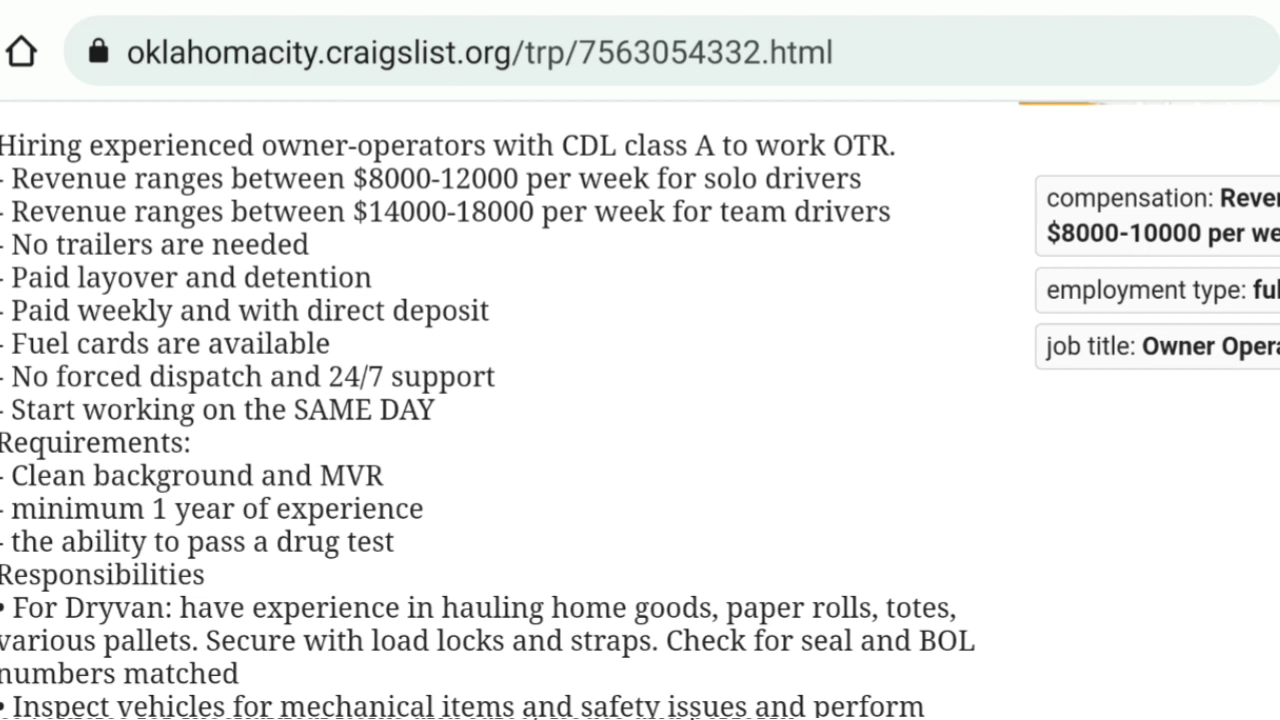 oklahomacity.craigslist.org/trp/7563054332.html
Hiring experienced owner-operators with CDL class A to work OTR.
- Revenue ranges between $8000-12000 per week for solo drivers
- Revenue ranges between $14000-18000 per week for team drivers
- No trailers are needed
- Paid layover and detention
- Paid weekly and with direct deposit
- Fuel cards are available
- No forced dispatch and 24/7 support
- Start working on the SAME DAY
Requirements:
- Clean background and MVR
- minimum 1 year of experience
- the ability to pass a drug test
Responsibilities
• For Dryvan: have experience in hauling home goods, paper rolls, totes,
various pallets. Secure with load locks and straps. Check for seal and BOL
numbers matched
• Inspect vehicles for mechanical items and safety issues and perform
compensation:
$8000-10000 per
employment type:
job title: Owner